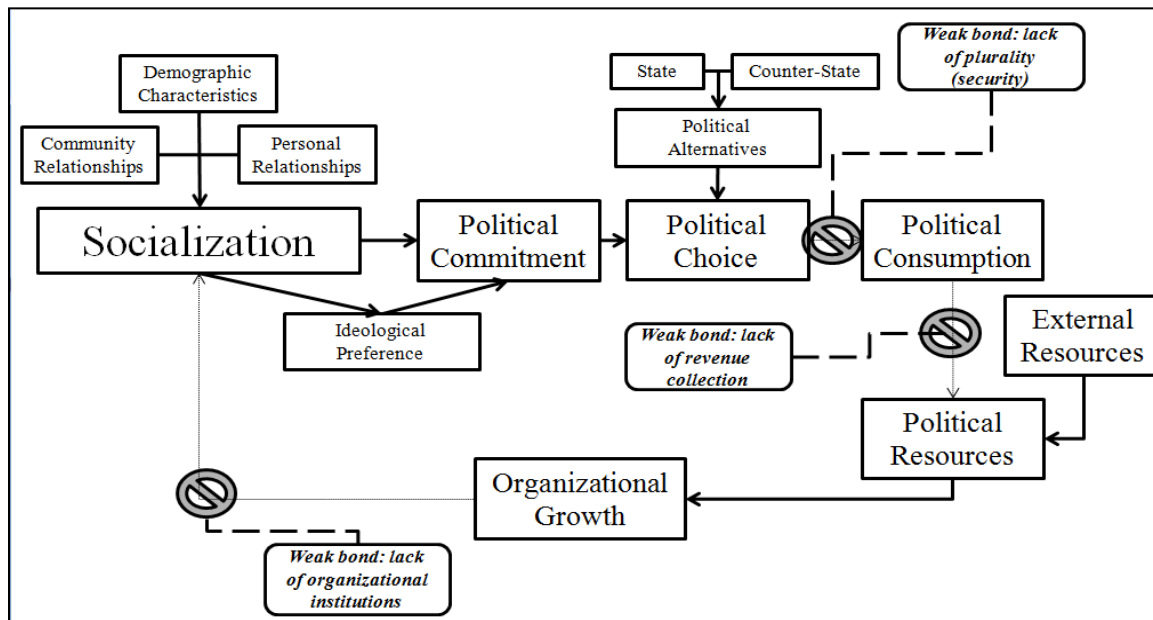 Demographic
Characteristics
Community
Relationships
Personal
Relationships
State
Counter-State
Weak bond: lack
of plurality
(security)
Political
Alternatives
Socialization
Political
Commitment
Political
Choice
Political
Consumption
Ideological
Preference
Weak bond: lack
of revenue
collection
External
Resources
Political
Resources
Organizational
Growth
Weak bond: lack
of organizational
institutions